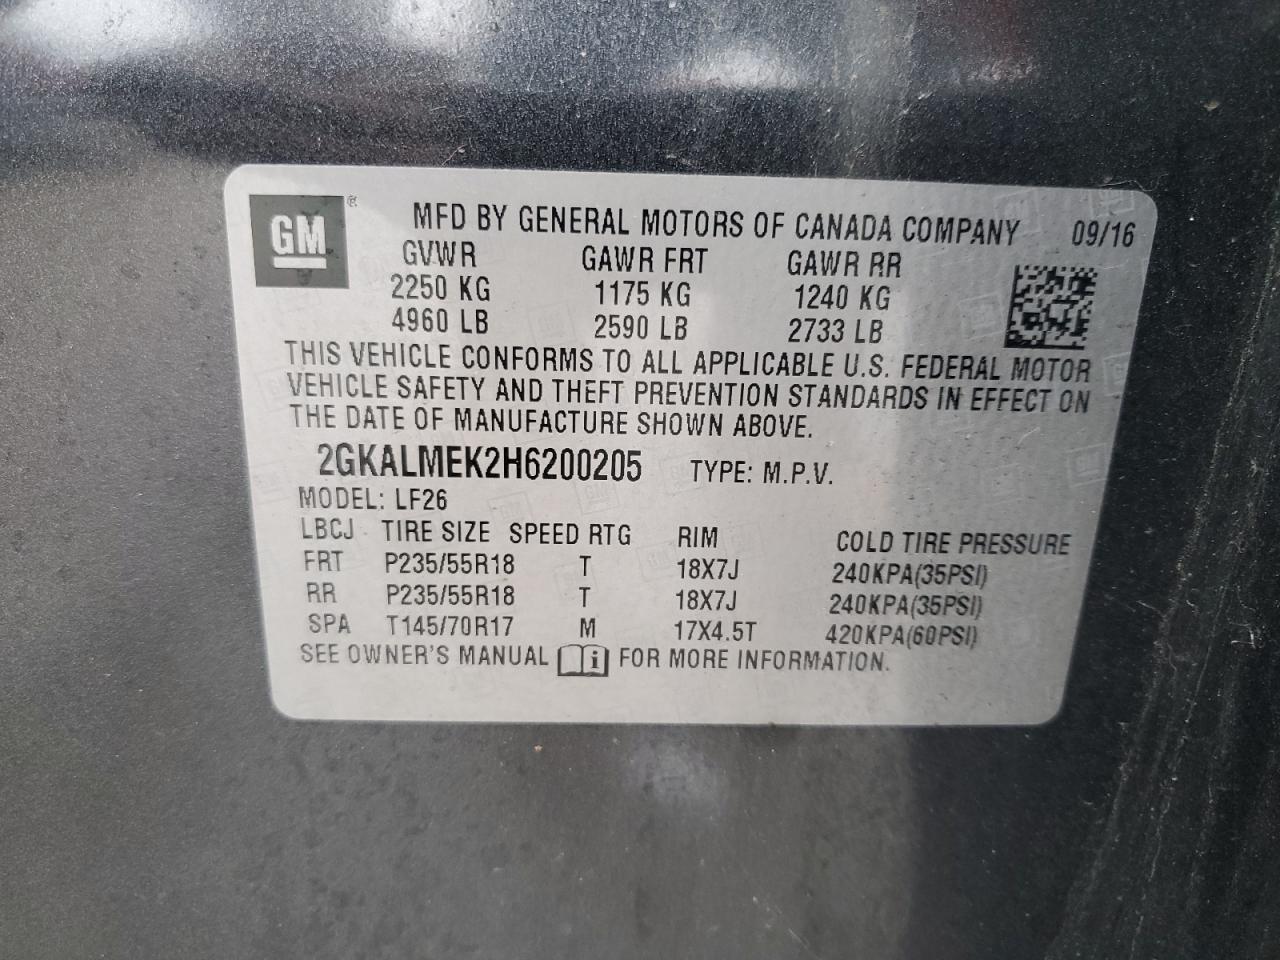 GM ®
MFD BY GENERAL MOTORS OF CANADA COMPANY 09/16
GVWR GAWR FRT GAWR RR
2250 KG 1175 KG 1240 KG
4960 LB 2590 LB 2733 LB
THIS VEHICLE CONFORMS TO ALL APPLICABLE U.S. FEDERAL MOTOR
VEHICLE SAFETY AND THEFT PREVENTION STANDARDS IN EFFECT ON
THE DATE OF MANUFACTURE SHOWN ABOVE.
2GKALMEK2H6200205 TYPE: M.P.V.
MODEL: LF26
LBCJ TIRE SIZE SPEED RTG RIM COLD TIRE PRESSURE
FRT P235/55R18 T 18X7J 240KPA(35PSI)
RR P235/55R18 T 18X7J 240KPA(35PSI)
SPA T145/70R17 M 17X4.5T 420KPA(60PSI)
SEE OWNER'S MANUAL i FOR MORE INFORMATION.